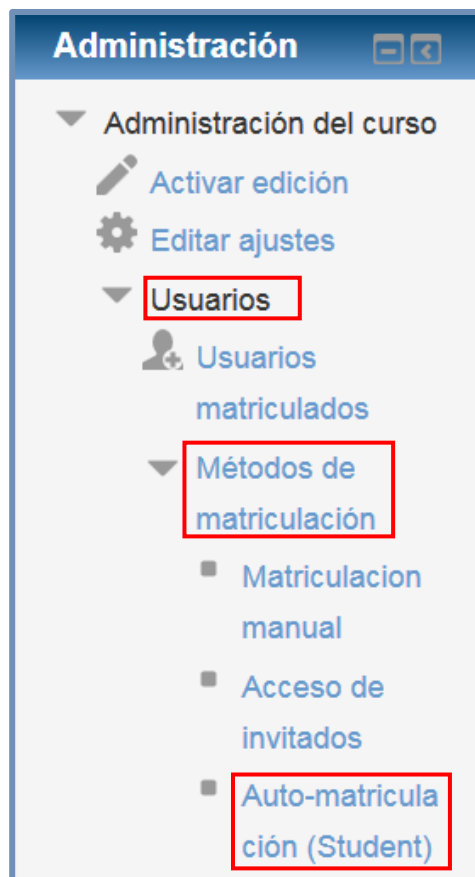 Administración
Administración del curso
Activar edición
Editar ajustes
Usuarios
Usuarios
matriculados
Métodos de
matriculación
Matriculacion
manual
Acceso de
invitados
Auto-matricula
ción (Student)